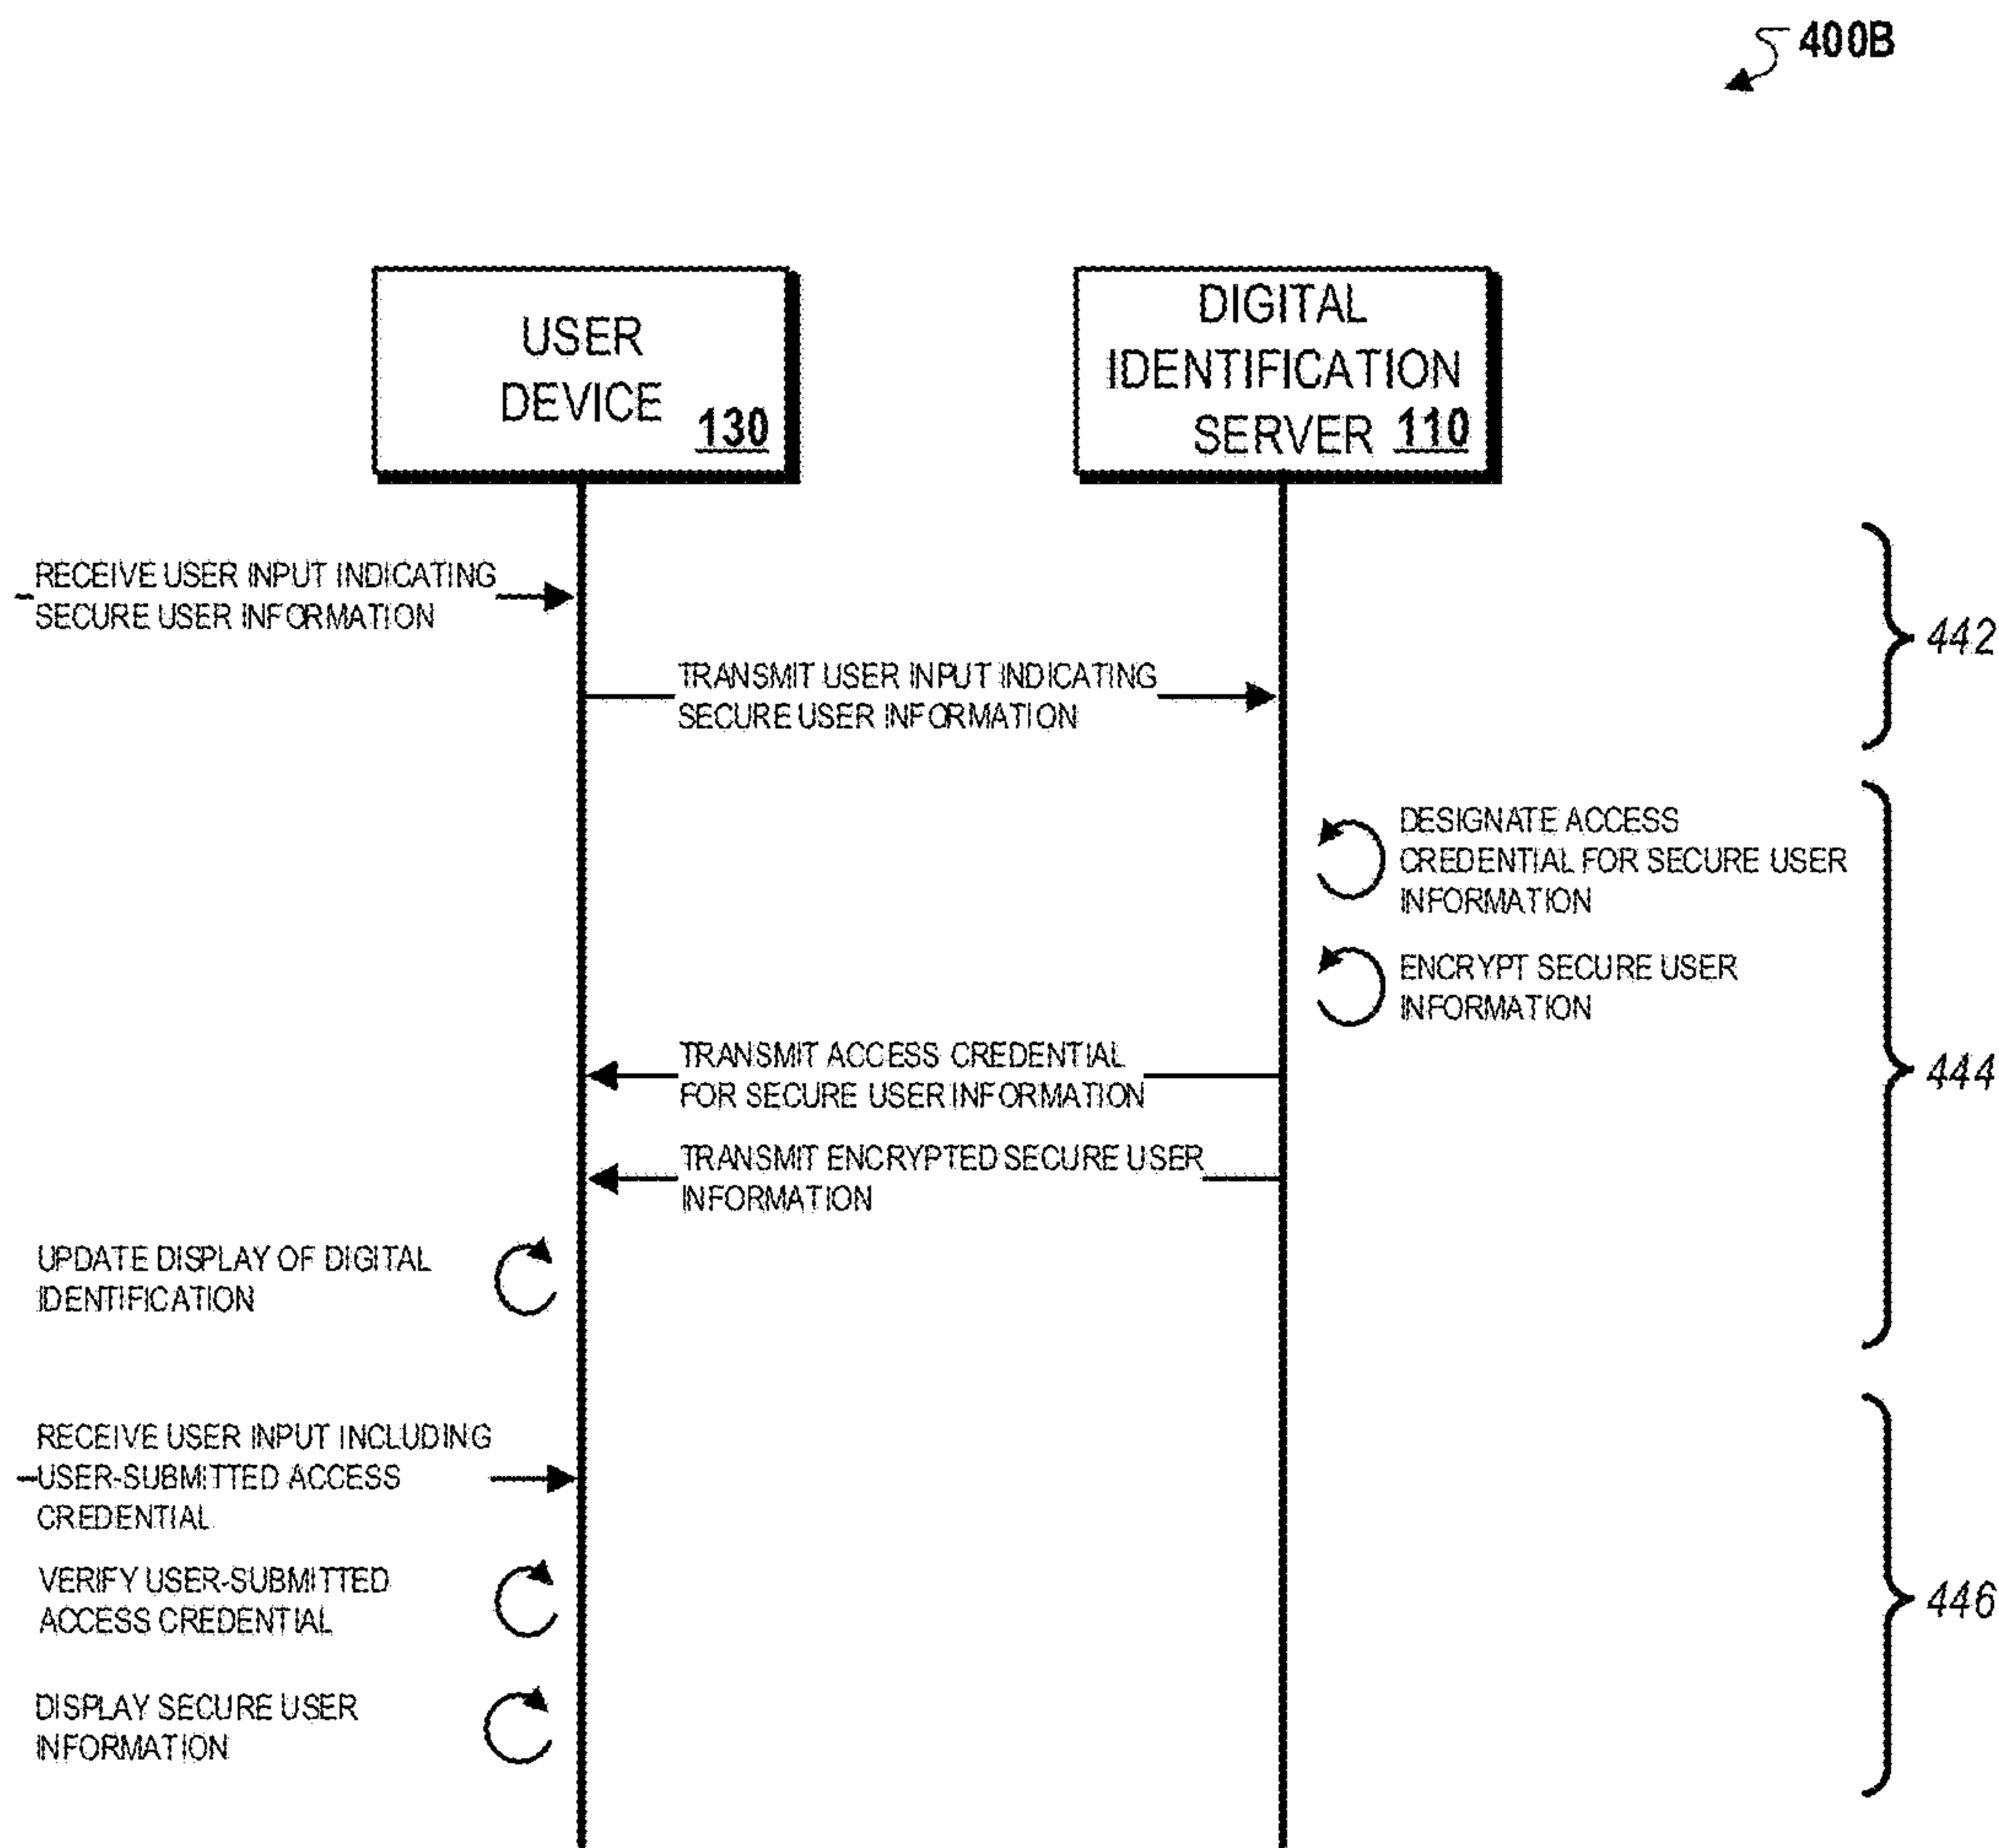 400B
USER
DEVICE 130
DIGITAL
IDENTIFICATION
SERVER 110
RECEIVE USER INPUT INDICATING
SECURE USER INFORMATION
442
TRANSMIT USER INPUT INDICATING
SECURE USER INFORMATION
DESIGNATE ACCESS
CREDENTIAL FOR SECURE USER
INFORMATION
ENCRYPT SECURE USER
INFORMATION
444
TRANSMIT ACCESS CREDENTIAL
FOR SECURE USER INFORMATION
TRANSMIT ENCRYPTED SECURE USER
INFORMATION
UPDATE DISPLAY OF DIGITAL
IDENTIFICATION
RECEIVE USER INPUT INCLUDING
USER-SUBMITTED ACCESS
CREDENTIAL
VERIFY USER-SUBMITTED
ACCESS CREDENTIAL
446
DISPLAY SECURE USER
INFORMATION